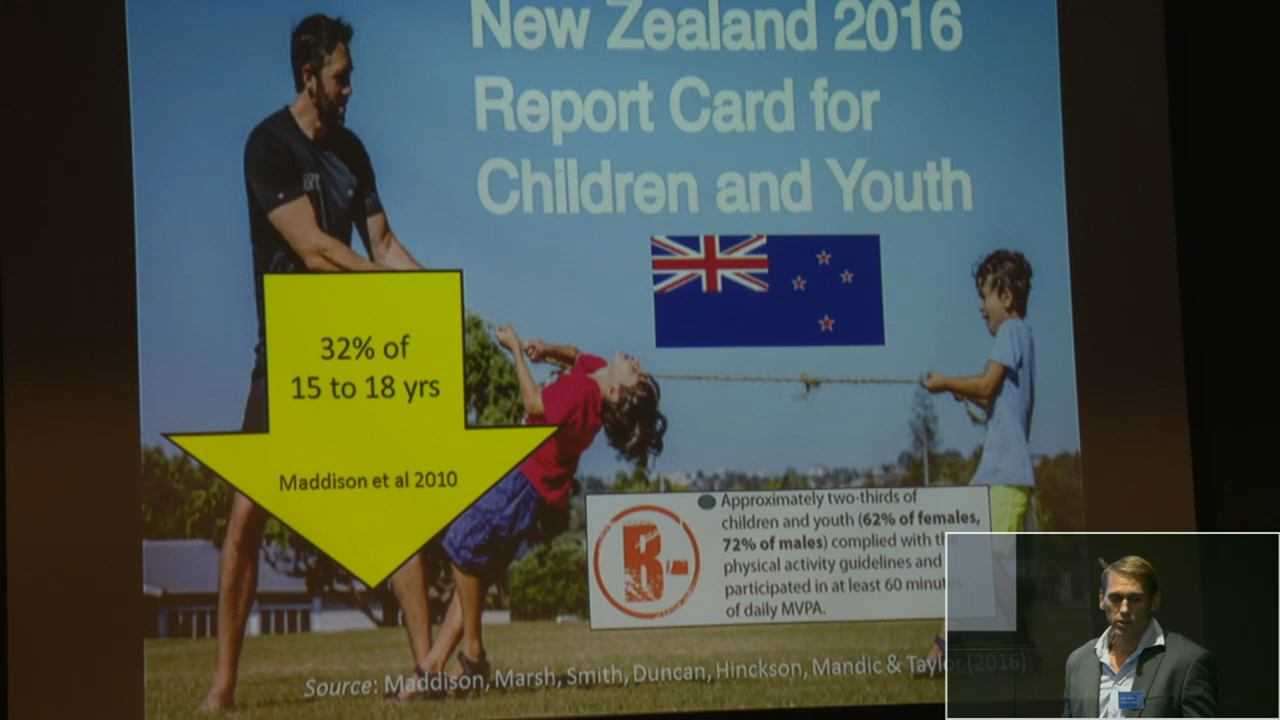 New Zealand 2016
Report Card for
Children and Youth
32% of
15 to 18 yrs
Maddison et al 2010
B-
Approximately two-thirds of
children and youth (62% of females,
72% of males) complied with the
physical activity guidelines and
participated in at least 60 minutes
of daily MVPA.
Source: Maddison, Marsh, Smith, Duncan, Hinckson, Mandic & Taylor (2016)